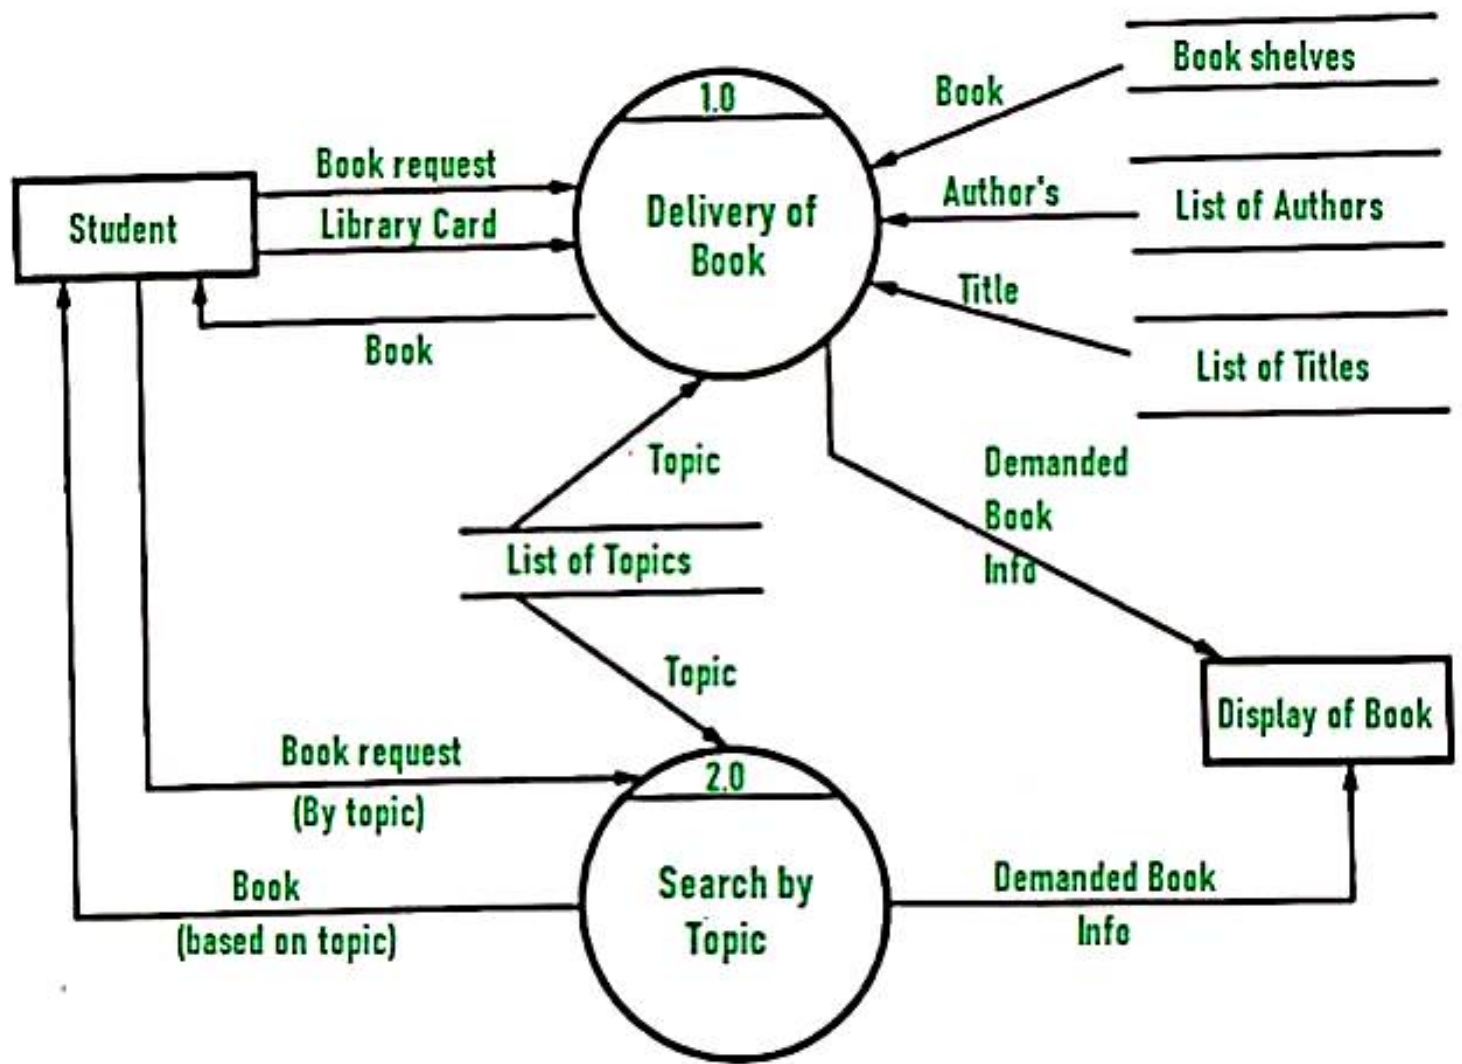 Book shelves
Book
1.0
Book request
Library Card
Student
Delivery of
Book
Author's
List of Authors
Title
List of Titles
Book
Topic
Demanded
Book
Info
List of Topics
Topic
Display of Book
Book request
(By topic)
2.0
Search by
Topic
Book
(based on topic)
Demanded Book
Info